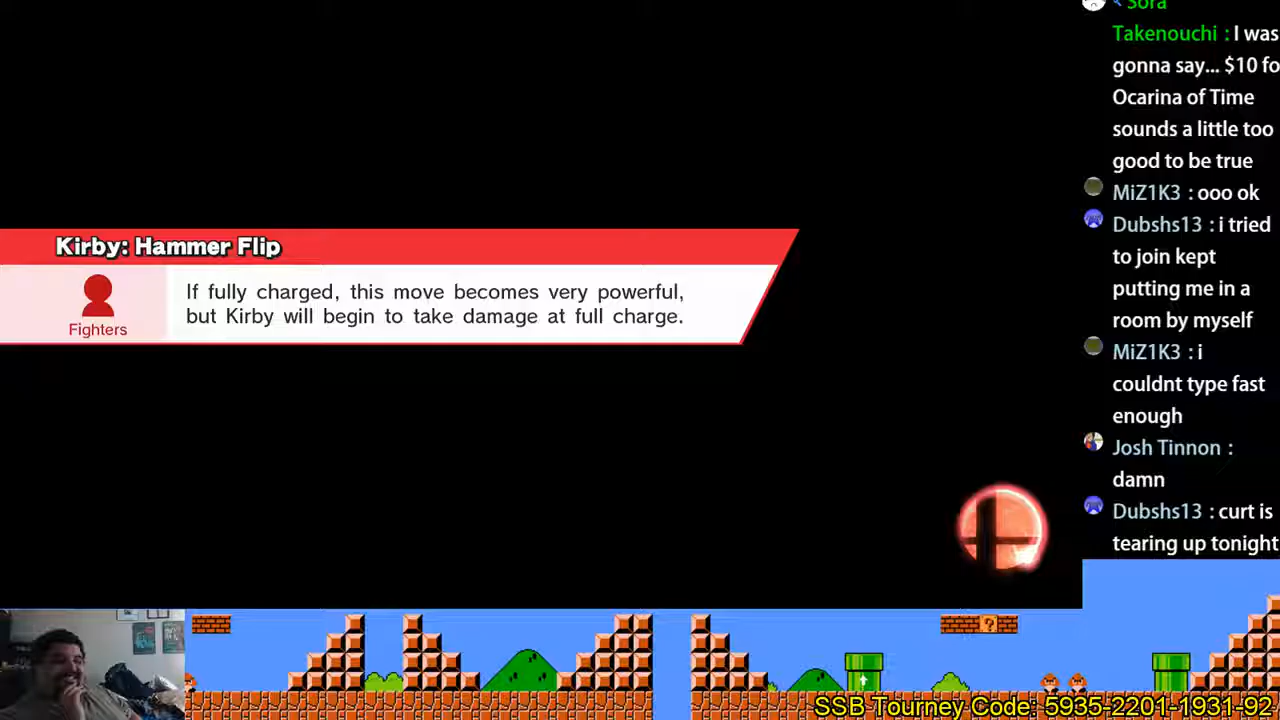 Kirby: Hammer Flip
Fighters
If fully charged, this move becomes very powerful,
but Kirby will begin to take damage at full charge.
Sora
Takenouchi : I was
gonna say... $10 fo
Ocarina of Time
sounds a little too
good to be true
MiZ1K3 : ooo ok
Dubshs13 : i tried
to join kept
putting me in a
room by myself
MiZ1K3 : i
couldnt type fast
enough
Josh Tinnon :
damn
Dubshs13 : curt is
tearing up tonight
?
SSB Tourney Code: 5935-2201-1931-92